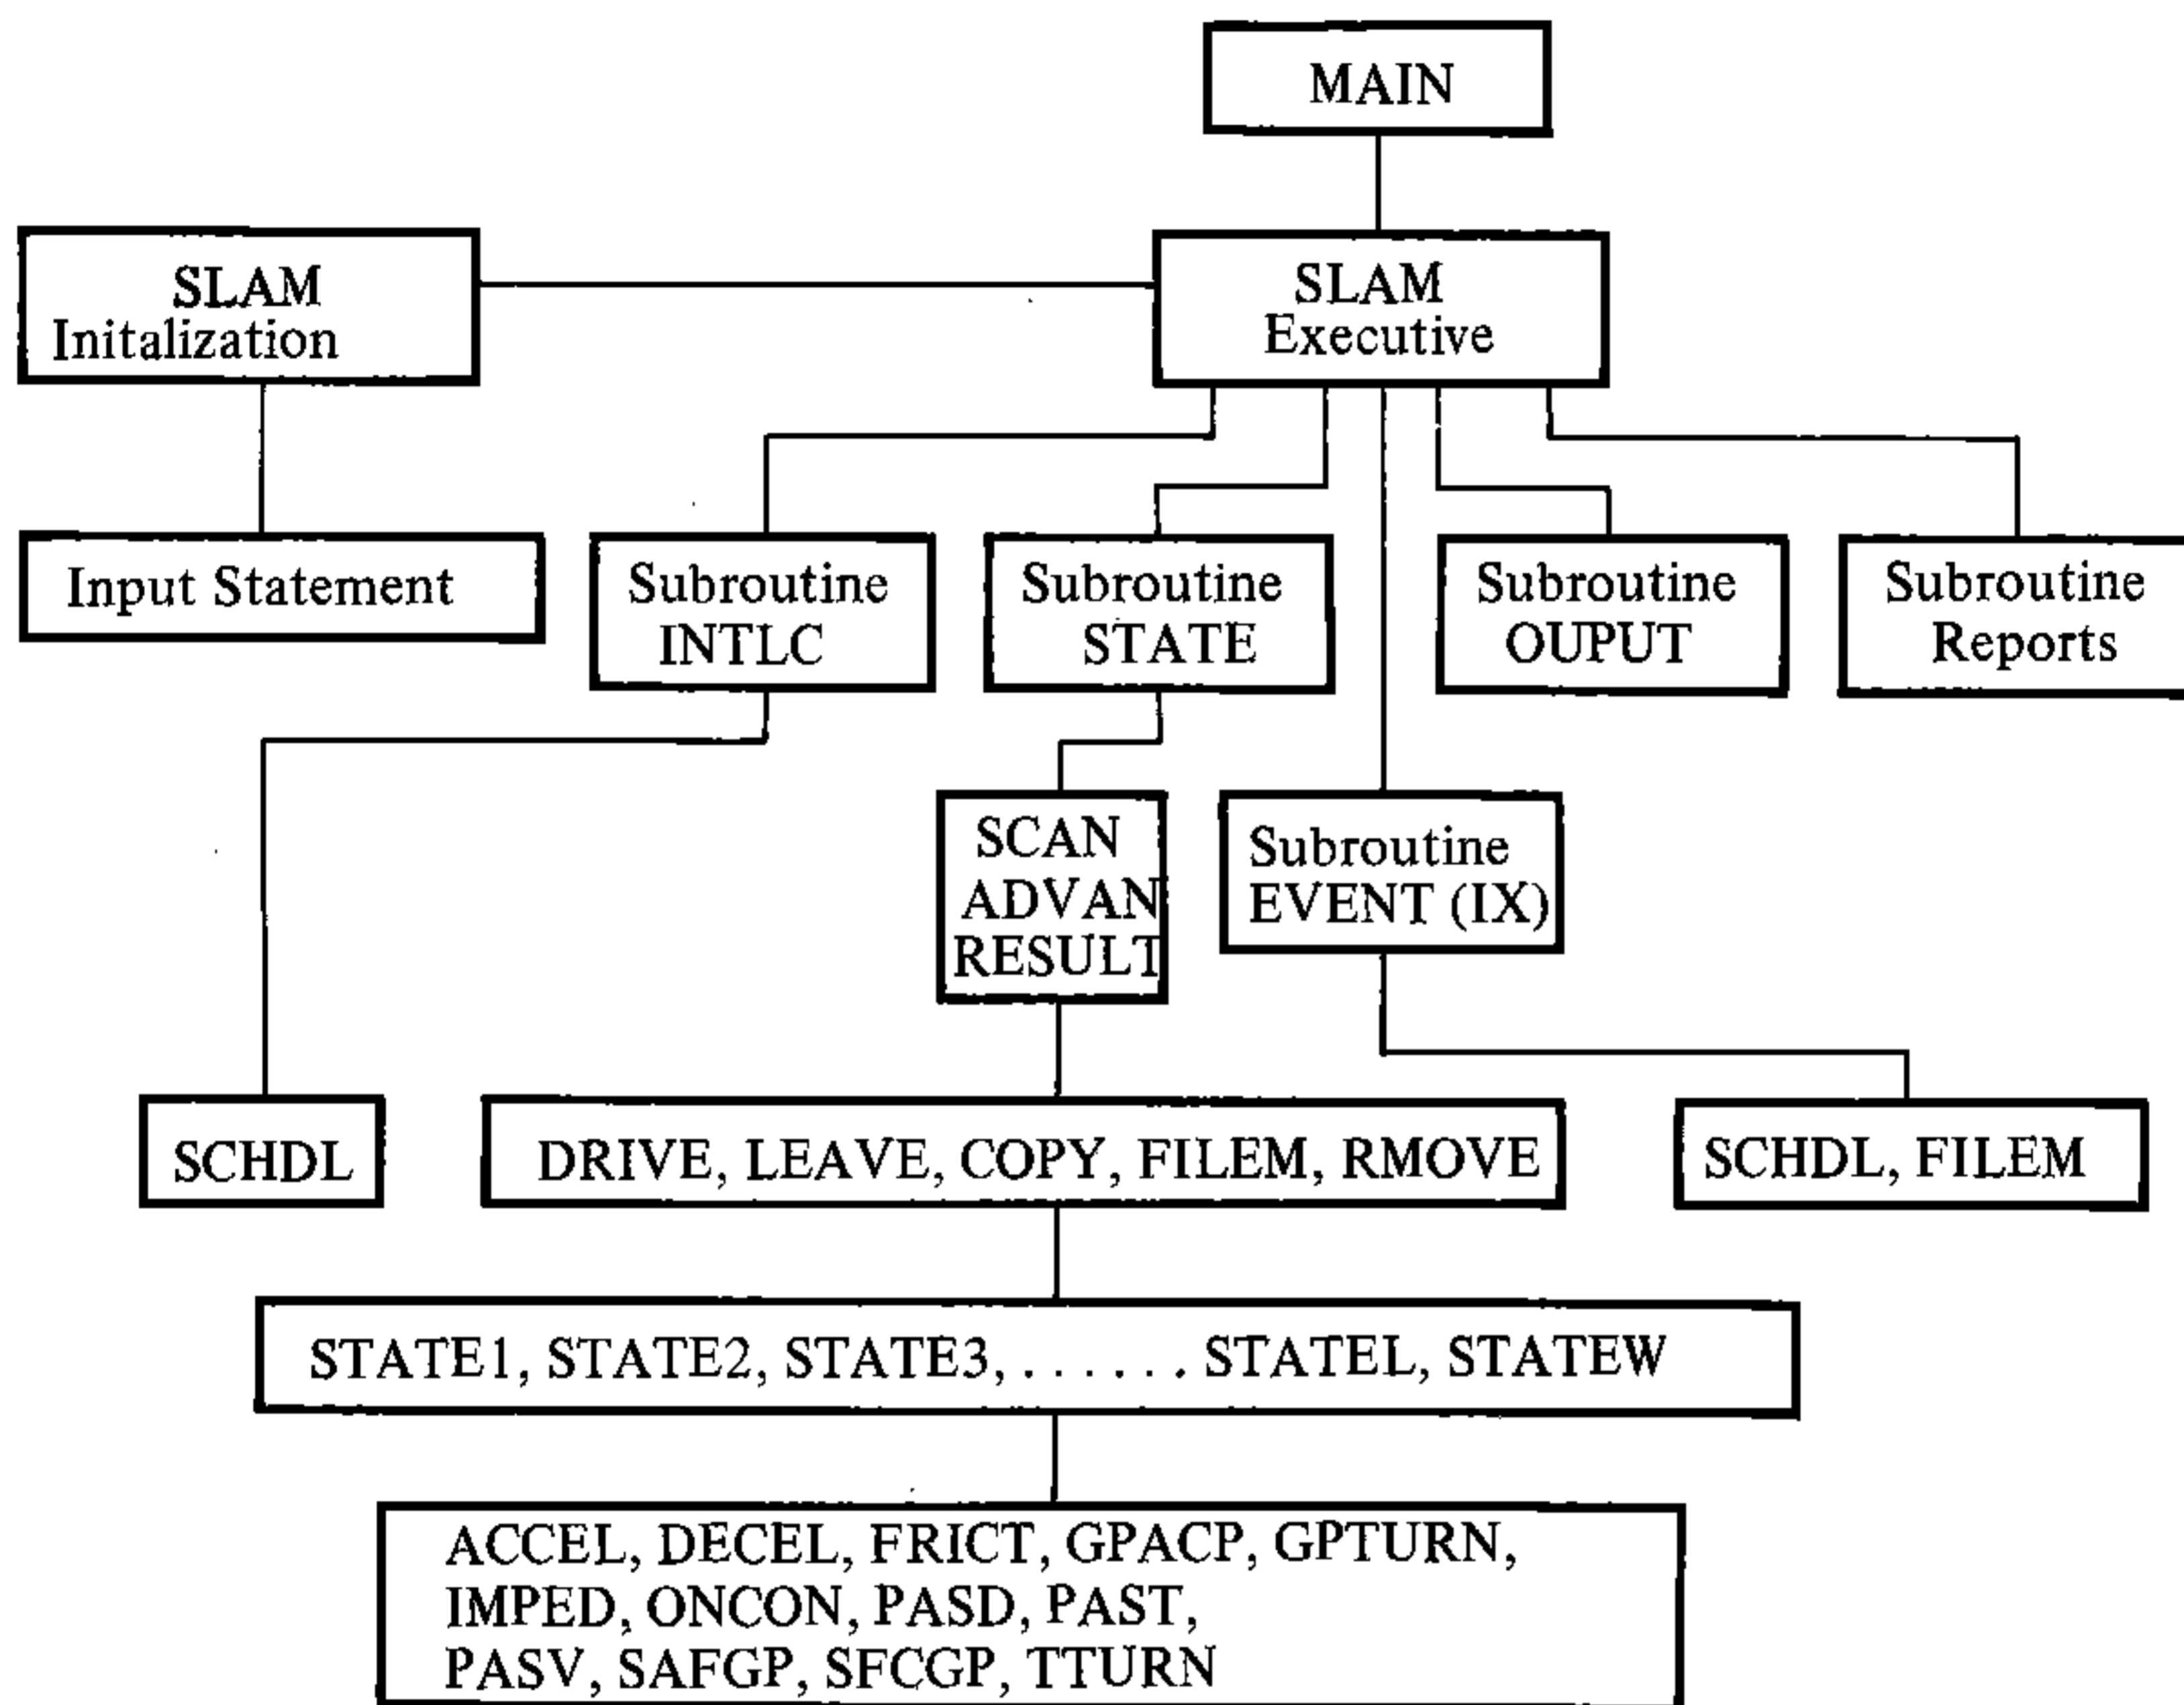 MAIN
SLAM
Initalization
SLAM
Executive
Input Statement
Subroutine
INTLC
Subroutine
STATE
Subroutine
OUPUT
Subroutine
Reports
SCAN
ADVAN
RESULT
Subroutine
EVENT (IX)
SCHDL
DRIVE, LEAVE, COPY, FILEM, RMOVE
SCHDL, FILEM
STATE1, STATE2, STATE3, . . . . . . STATEL, STATEW
ACCEL, DECEL, FRICT, GPACP, GPTURN,
IMPED, ONCON, PASD, PAST,
PASV, SAFGP, SFCGP, TTURN